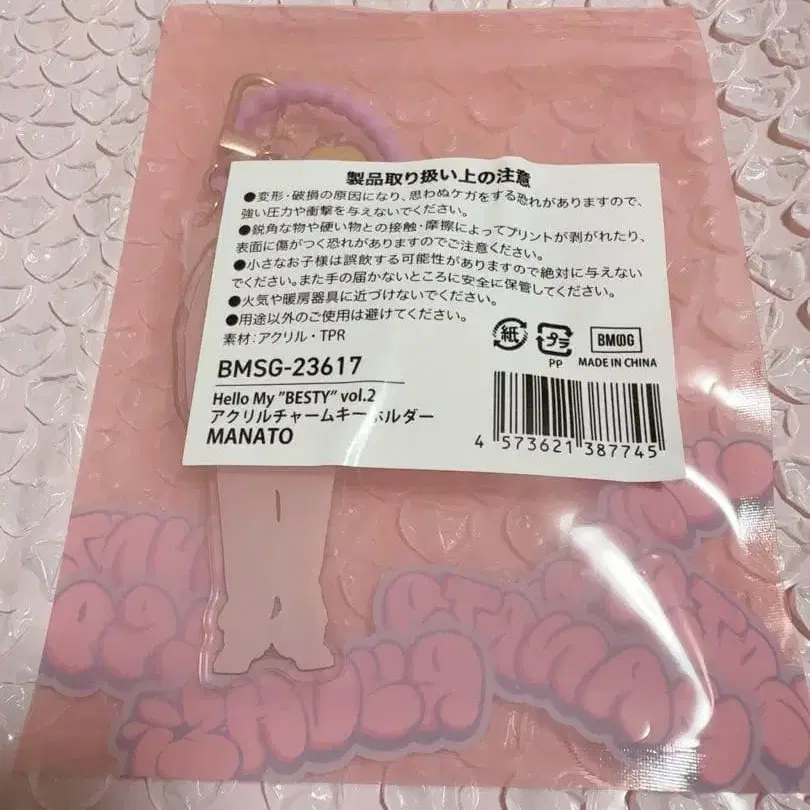 製品取り扱い上の注意
●変形・破損の原因になり、思わぬケガをする恐れがありますので、
強い圧力や衝撃を与えないでください。
●鋭角な物や硬い物との接触・摩擦によってプリントが剥がれたり、
表面に傷がつく恐れがありますのでご注意ください。
●小さなお子様は誤飲する可能性がありますので絶対に与えない
でください。また手の届かないところに安全に保管してください。
●火気や暖房器具に近づけないでください。
●用途以外のご使用は避けてください。
素材：アクリル・TPR
紙
プラ
PP
BMSG
MADE IN CHINA
BMSG-23617
Hello My "BESTY" vol.2
アクリルチャームキーホルダー
MANATO
4 573621 387745